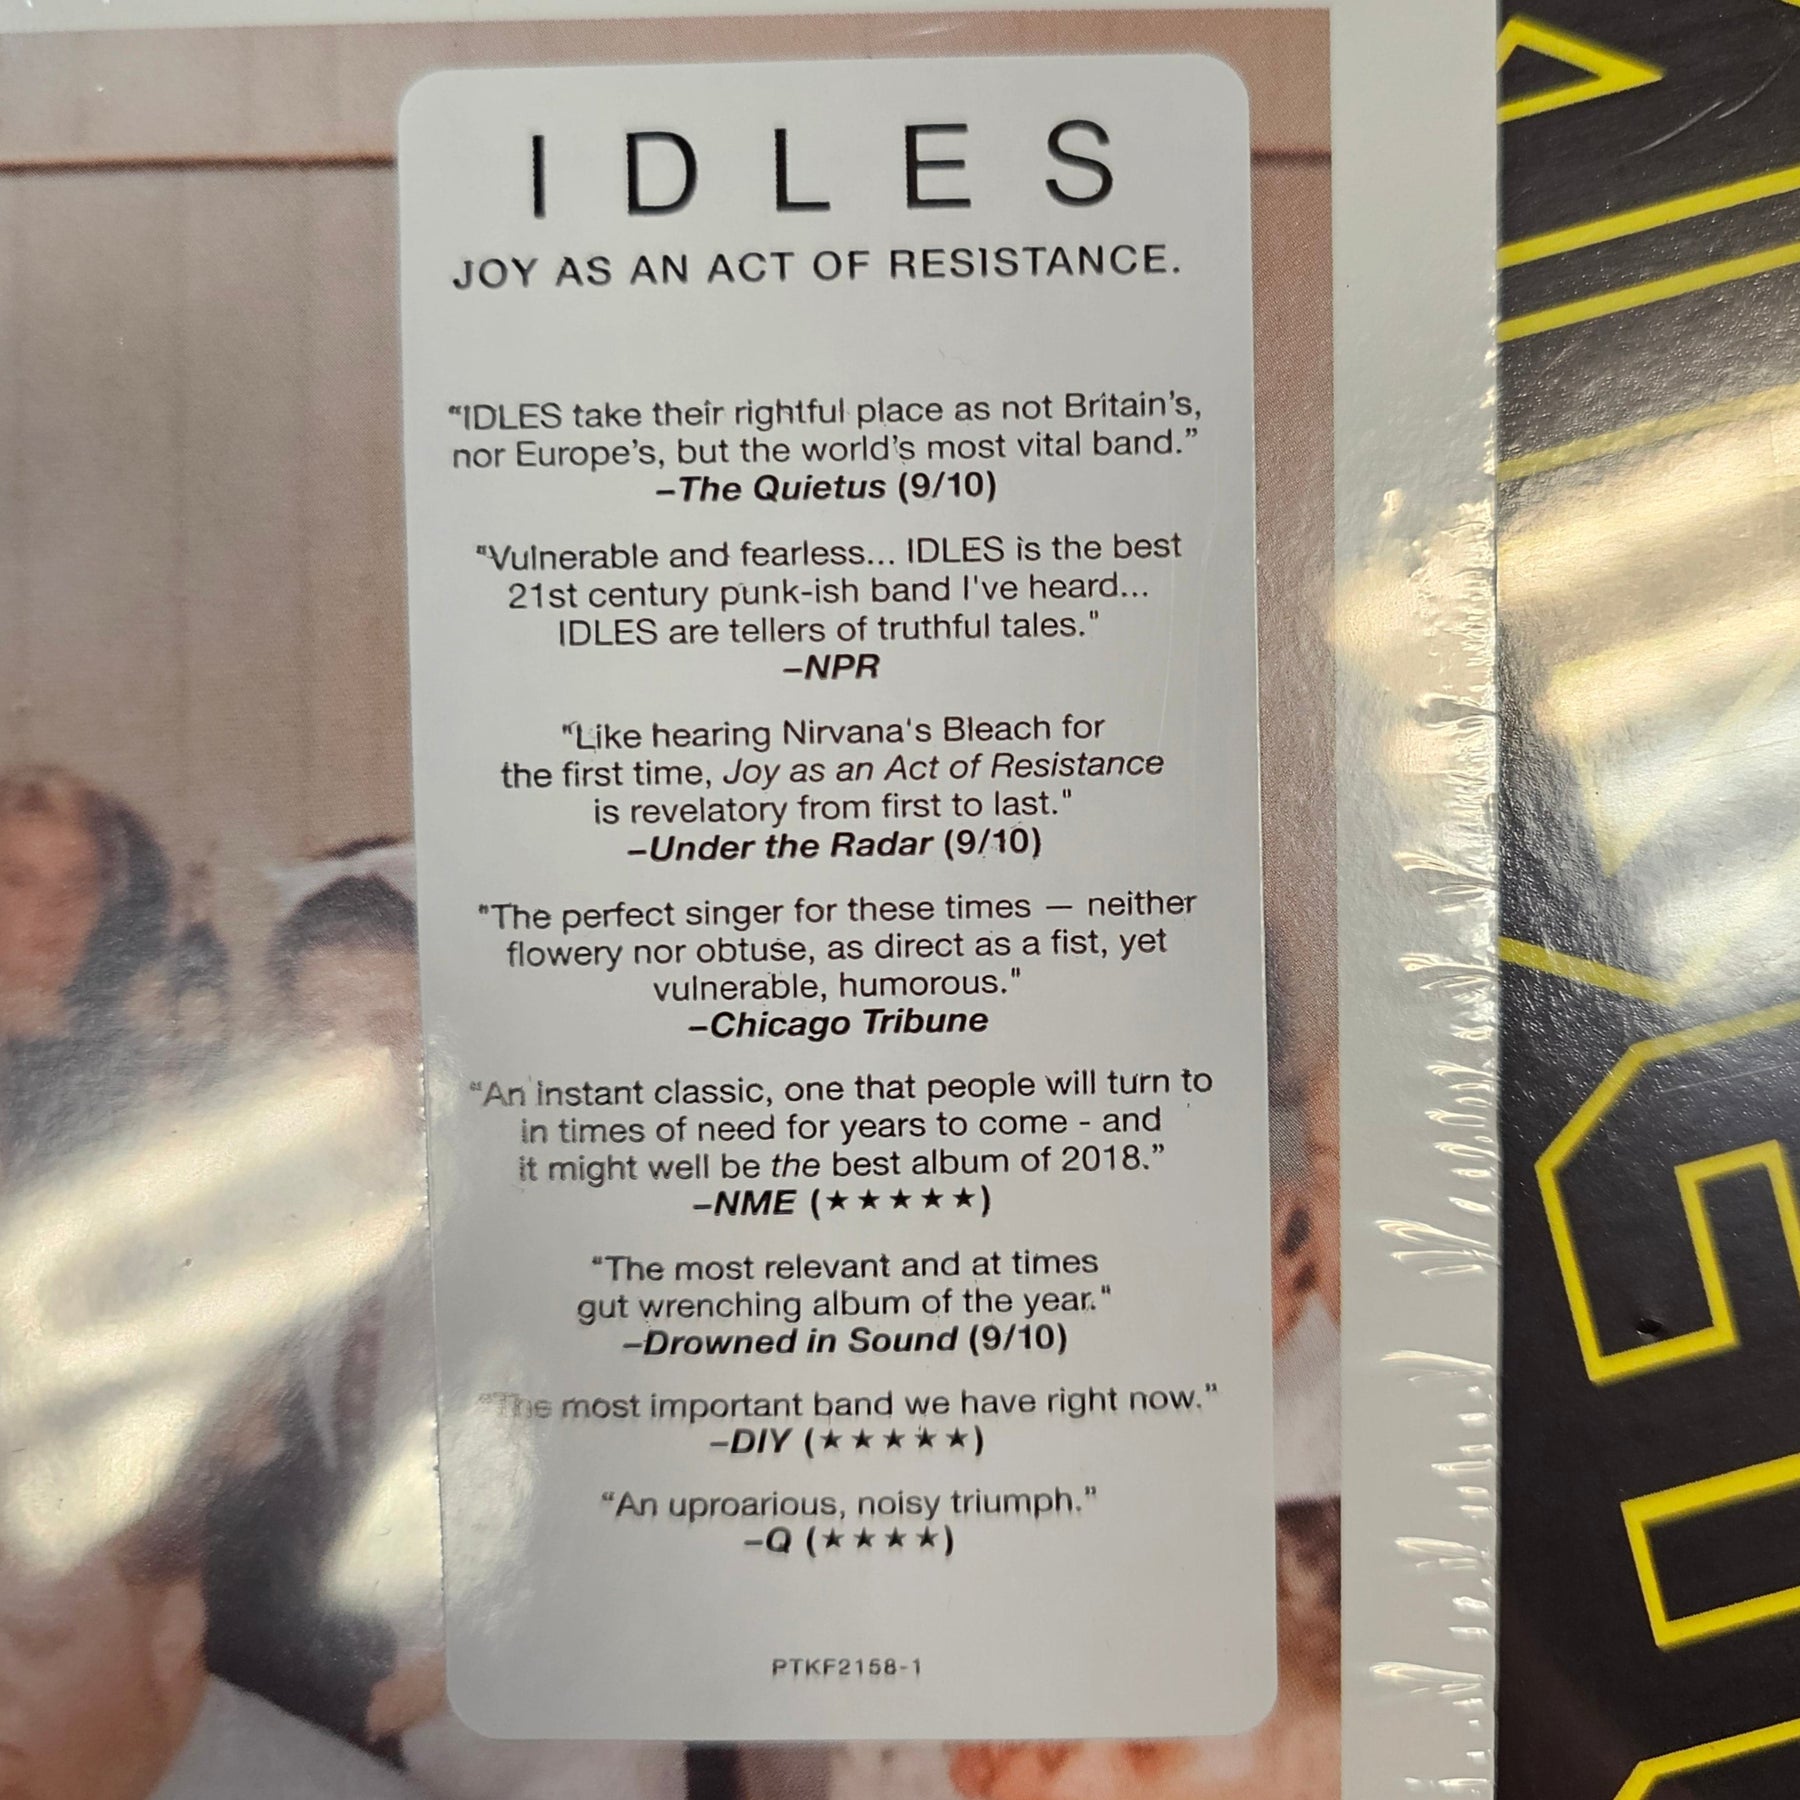 IDLES
JOY AS AN ACT OF RESISTANCE.
“IDLES take their rightful place as not Britain's,
nor Europe's, but the world's most vital band.”
–The Quietus (9/10)
"Vulnerable and fearless... IDLES is the best
21st century punk-ish band I've heard...
IDLES are tellers of truthful tales."
–NPR
"Like hearing Nirvana's Bleach for
the first time, Joy as an Act of Resistance
is revelatory from first to last."
–Under the Radar (9/10)
"The perfect singer for these times — neither
flowery nor obtuse, as direct as a fist, yet
vulnerable, humorous."
–Chicago Tribune
“An instant classic, one that people will turn to
in times of need for years to come - and
it might well be the best album of 2018.”
–NME (★★★★★)
“The most relevant and at times
gut wrenching album of the year."
–Drowned in Sound (9/10)
"The most important band we have right now."
–DIY (★★★★★)
“An uproarious, noisy triumph.”
–Q (★★★★)
PTKF2158-1